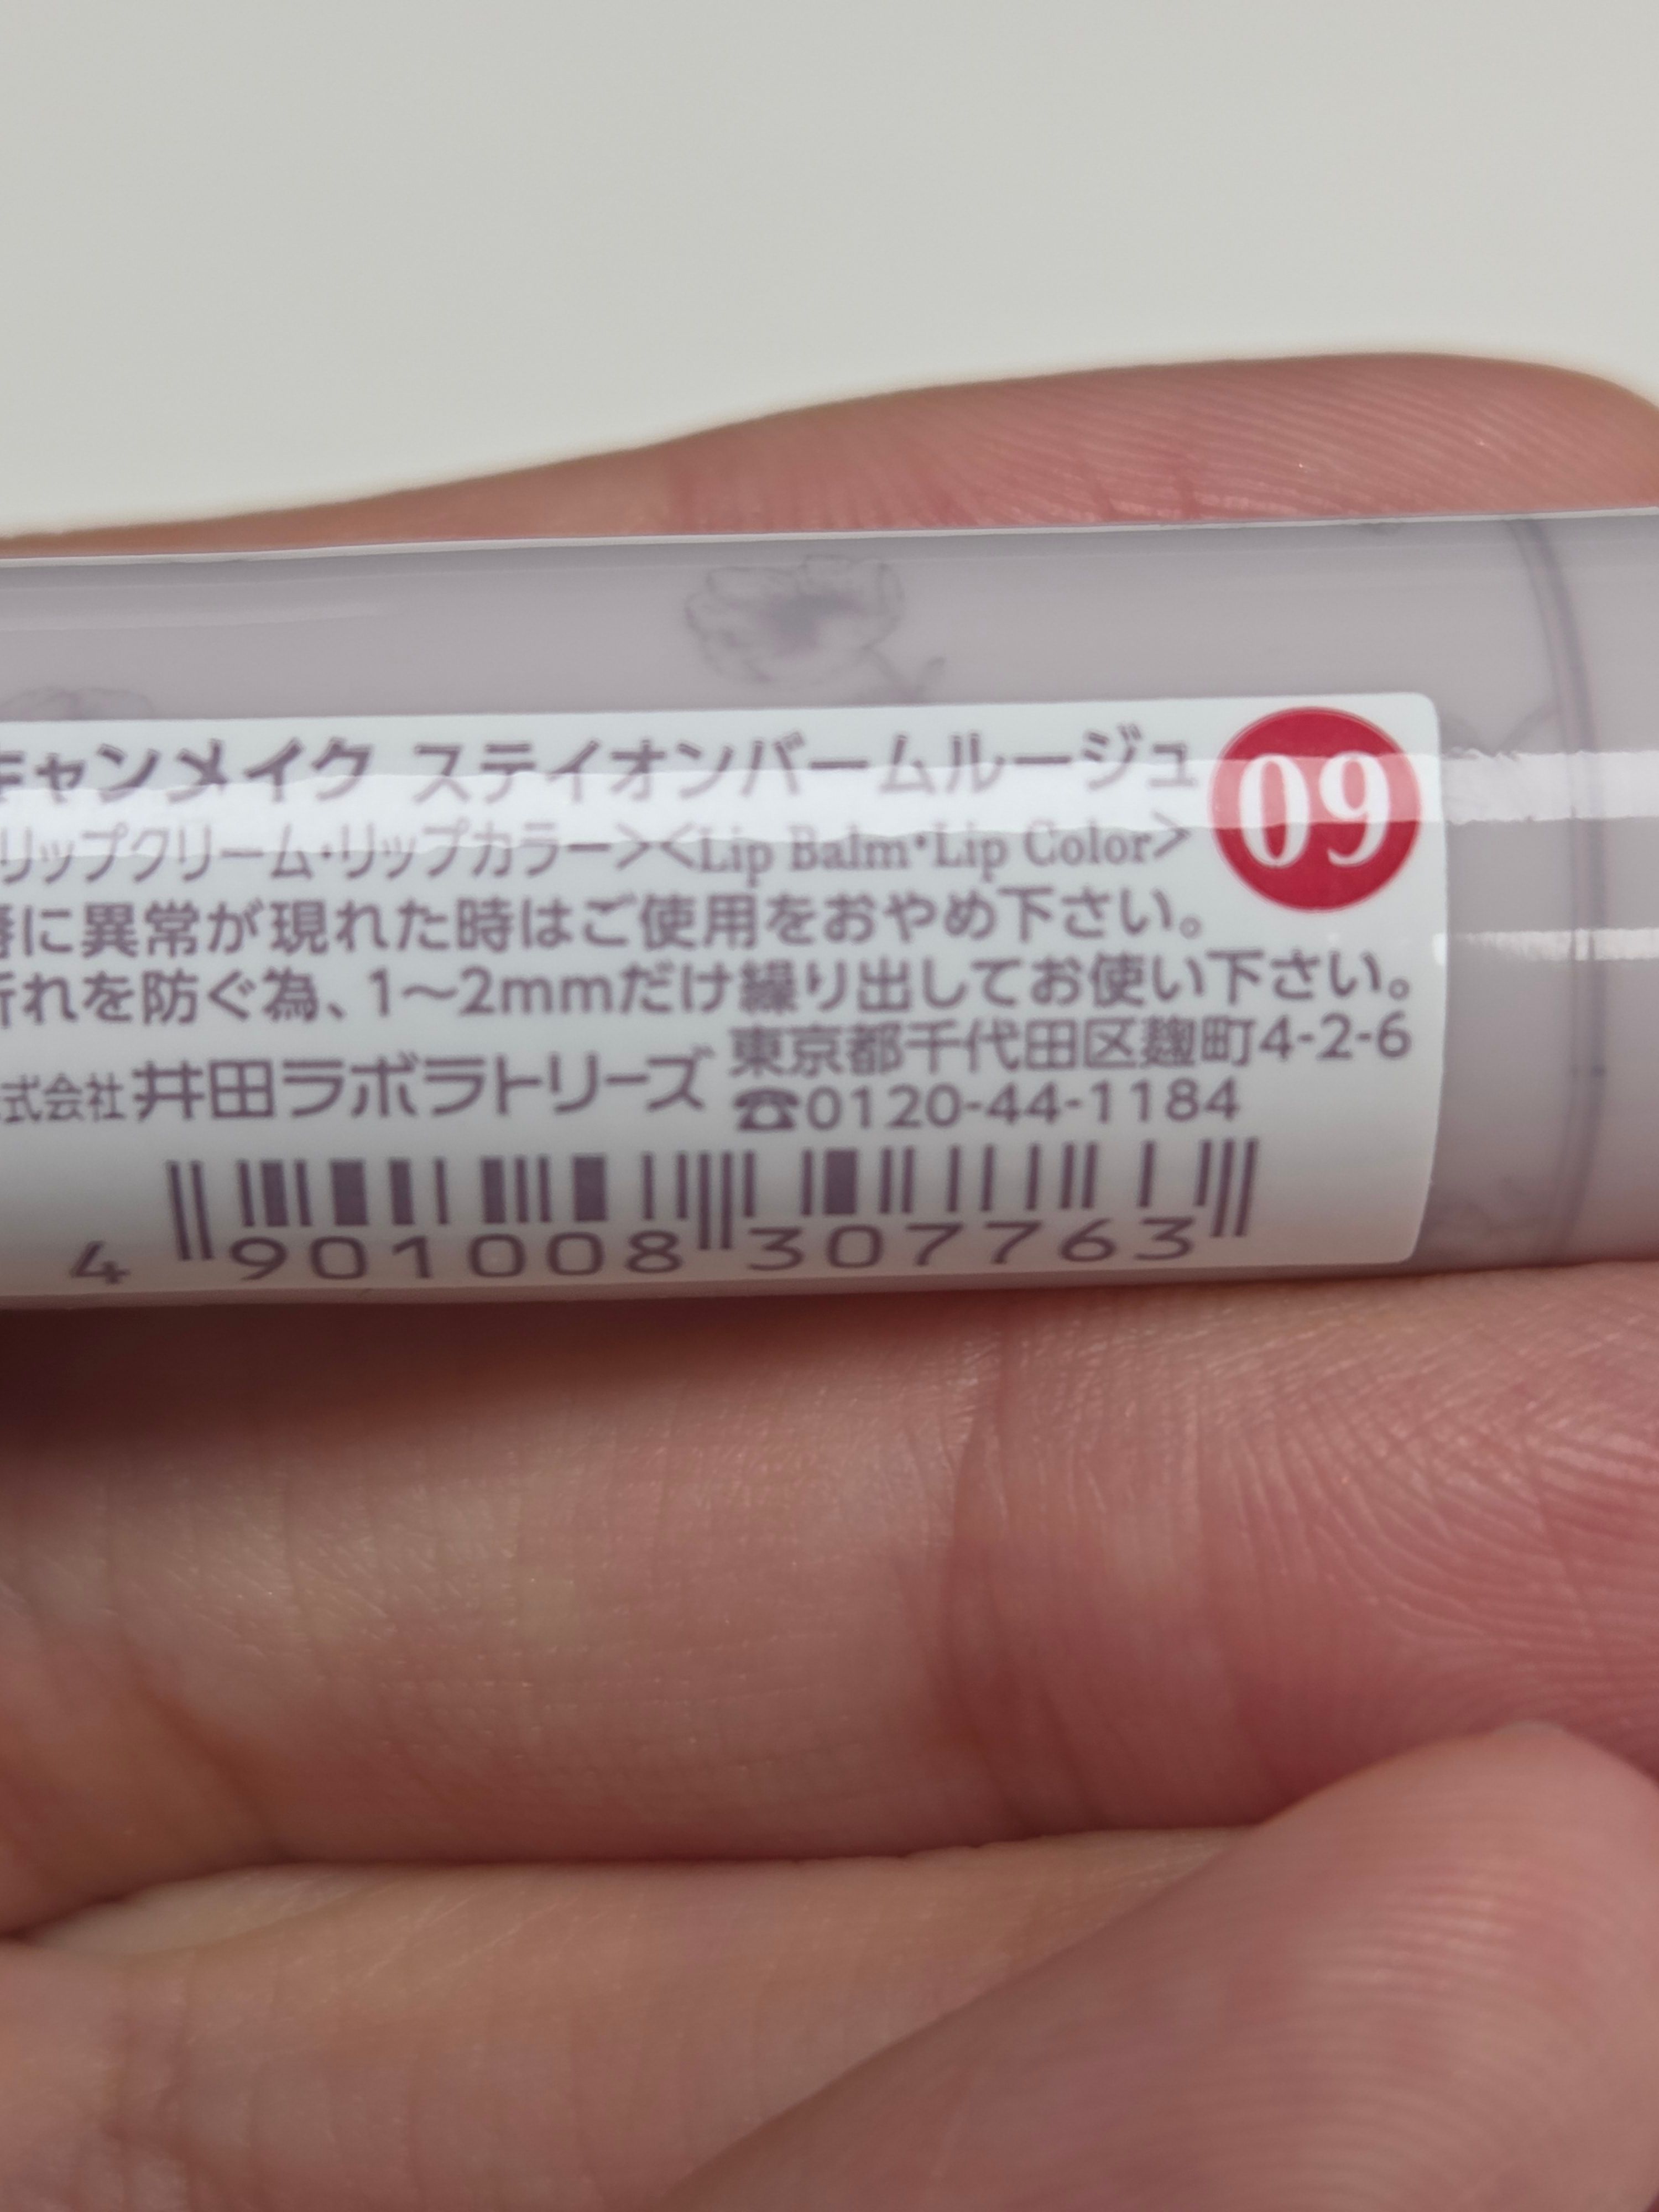 キャンメイク ステイオンバームルージュ 09
リップクリーム・リップカラー><Lip Balm・Lip Color>
唇に異常が現れた時はご使用をおやめ下さい。
折れを防ぐ為、1〜2mmだけ繰り出してお使い下さい。
式会社 井田ラボラトリーズ
東京都千代田区麹町4-2-6
☎0120-44-1184
4 901008 307763